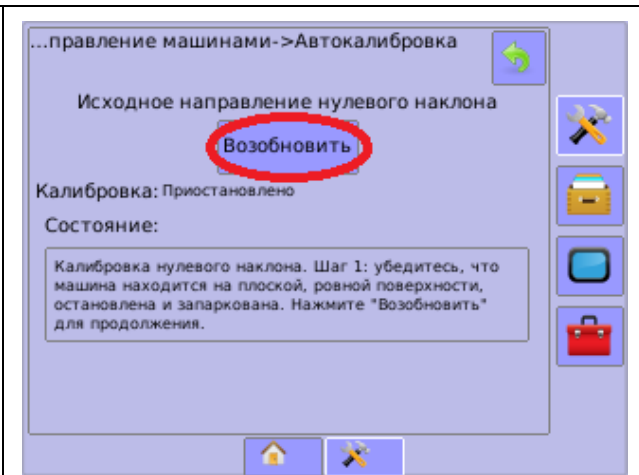 ...правление машинами->Автокалибровка
Исходное направление нулевого наклона
Возобновить
Калибровка: Приостановлено
Состояние:
Калибровка нулевого наклона. Шаг 1: убедитесь, что
машина находится на плоской, ровной поверхности,
остановлена и запаркована. Нажмите "Возобновить"
для продолжения.